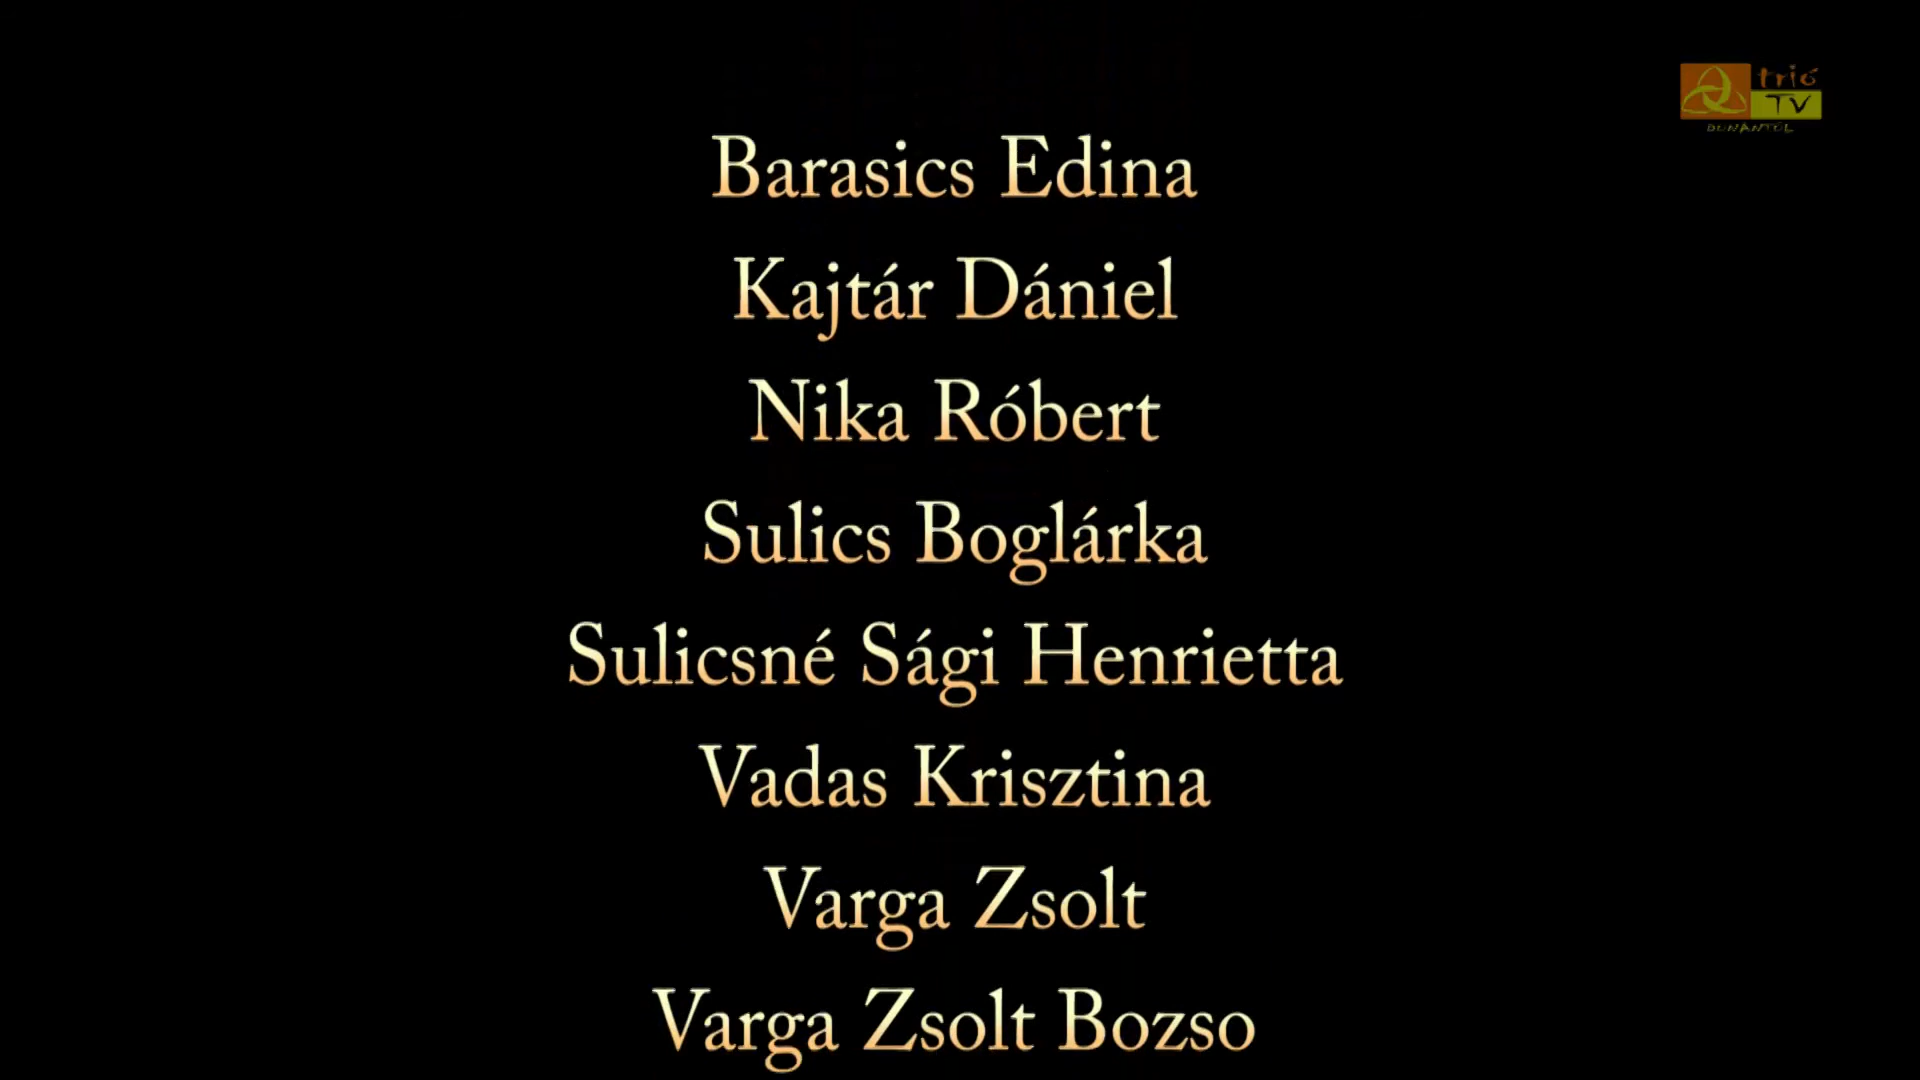 trió
TV
DUNÁNTÚL
Barasics Edina
Kajtár Dániel
Nika Róbert
Sulics Boglárka
Sulicsné Sági Henrietta
Vadas Krisztina
Varga Zsolt
Varga Zsolt Bozso